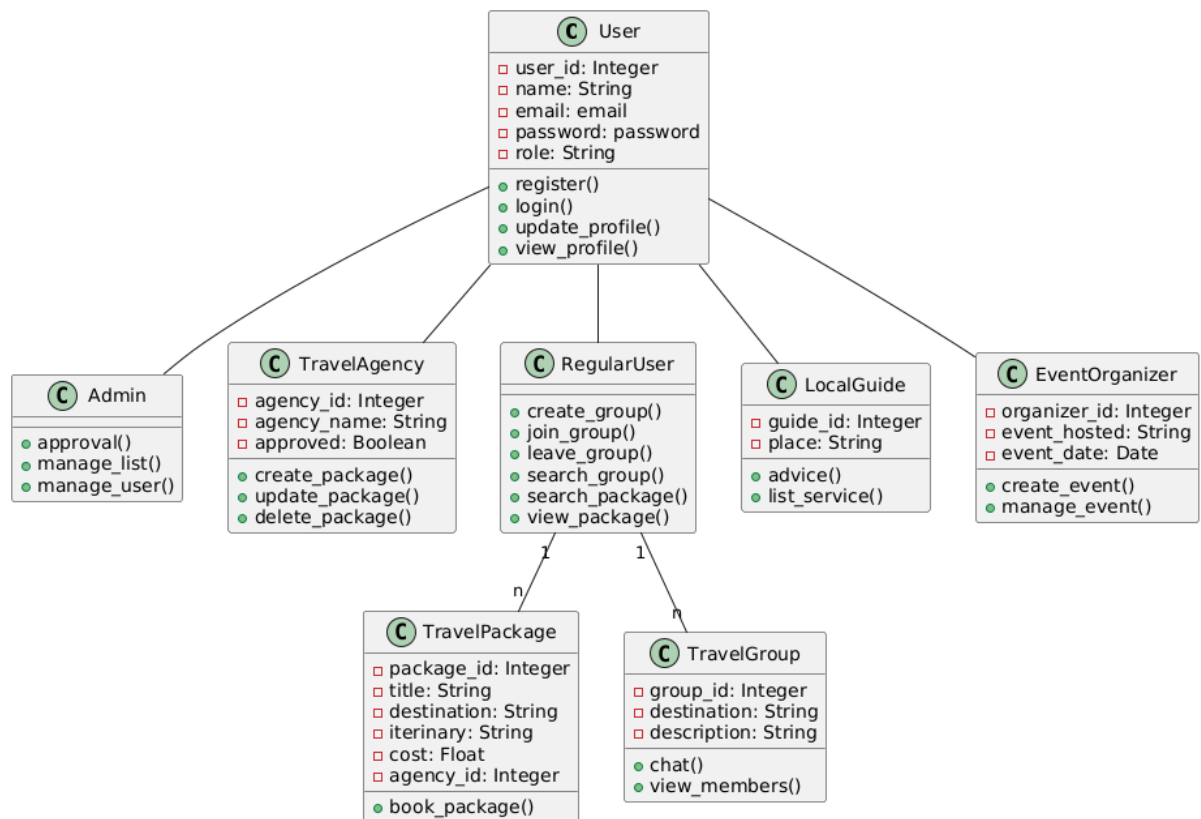 C User
user_id: Integer
name: String
email: email
password: password
role: String
register()
login()
update_profile()
view_profile()
C Admin
approval()
manage_list()
manage_user()
C TravelAgency
agency_id: Integer
agency_name: String
approved: Boolean
create_package()
update_package()
delete_package()
C RegularUser
create_group()
join_group()
leave_group()
search_group()
search_package()
view_package()
C LocalGuide
guide_id: Integer
place: String
advice()
list_service()
C EventOrganizer
organizer_id: Integer
event_hosted: String
event_date: Date
create_event()
manage_event()
1
1
n
n
C TravelPackage
package_id: Integer
title: String
destination: String
iterinary: String
cost: Float
agency_id: Integer
book_package()
C TravelGroup
group_id: Integer
destination: String
description: String
chat()
view_members()